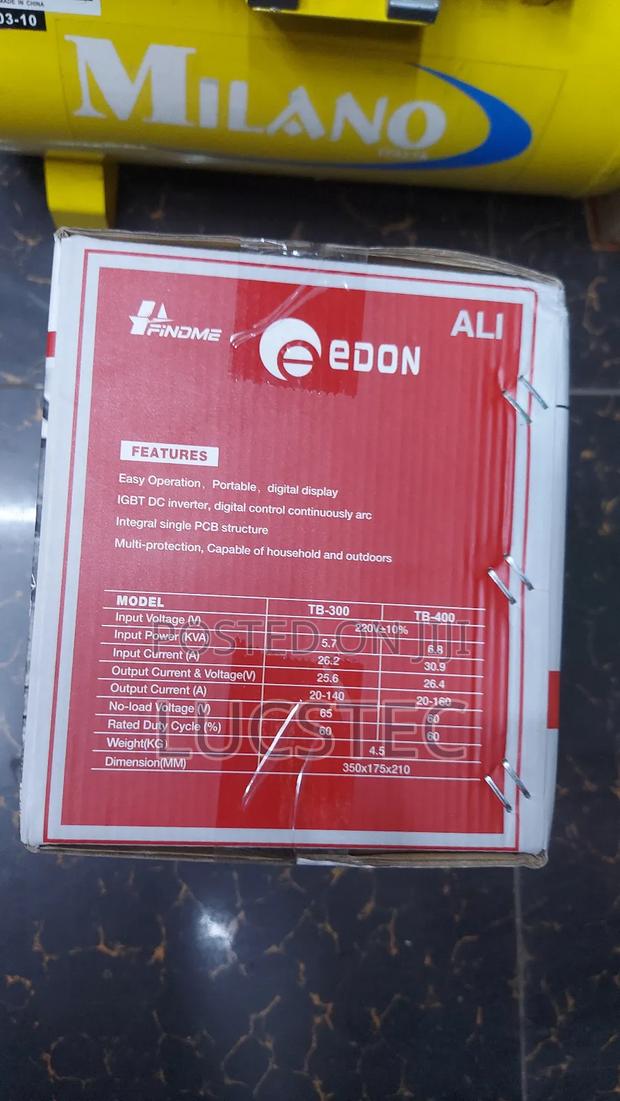 MADE IN CHINA
03-10
MILANO
FINDME
eDON
ALI
FEATURES
Easy Operation, Portable, digital display
IGBT DC inverter, digital control continuously arc
Integral single PCB structure
Multi-protection, Capable of household and outdoors
MODEL TB-300 TB-400
Input Voltage (V) 220V±10%
Input Power (KVA) 5.7 6.8
Input Current (A) 26.2 30.9
Output Current & Voltage(V) 25.6 26.4
Output Current (A) 20-140 20-160
No-load Voltage (V) 65 60
Rated Duty Cycle (%) 60 60
Weight(KG) 4.5
Dimension(MM) 350x175x210
POSTED ON JIJI
LUCSTEC